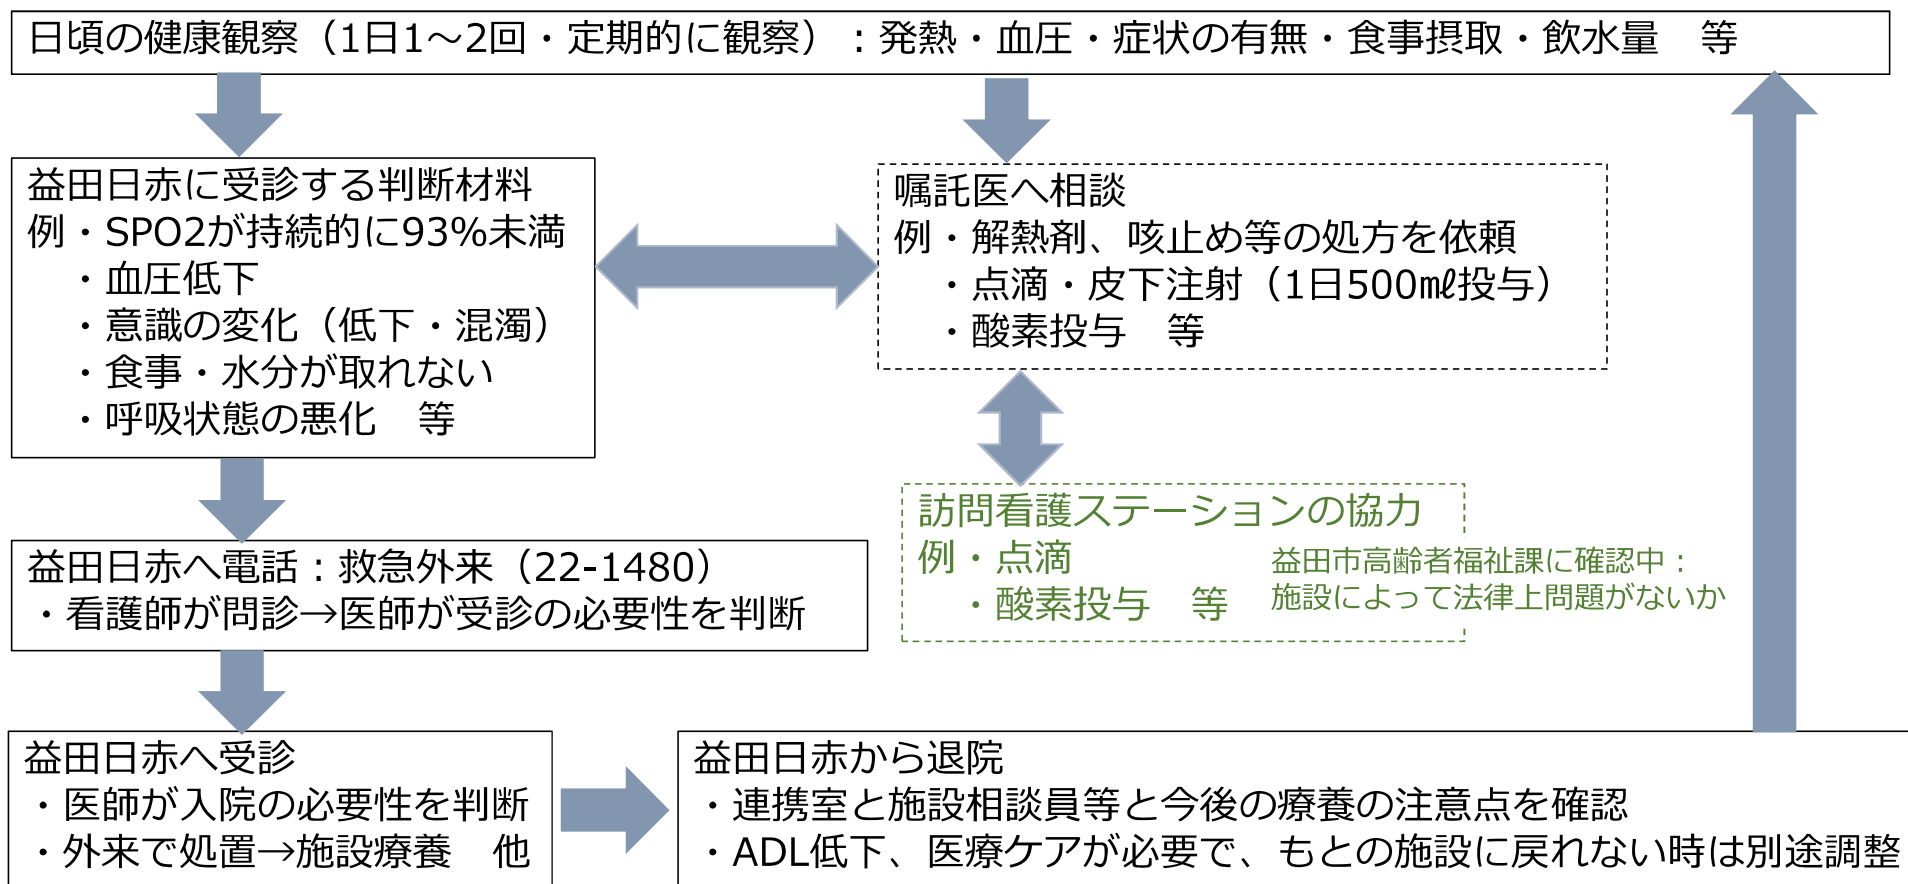 日頃の健康観察（1日1～2回・定期的に観察）：発熱・血圧・症状の有無・食事摂取・飲水量　等
益田日赤に受診する判断材料
例・SPO2が持続的に93%未満
・血圧低下
・意識の変化（低下・混濁）
・食事・水分が取れない
・呼吸状態の悪化　等
嘱託医へ相談
例・解熱剤、咳止め等の処方を依頼
・点滴・皮下注射（1日500㎖投与）
・酸素投与　等
訪問看護ステーションの協力
例・点滴
・酸素投与　等
益田市高齢者福祉課に確認中：
施設によって法律上問題がないか
益田日赤へ電話：救急外来（22-1480）
・看護師が問診→医師が受診の必要性を判断
益田日赤へ受診
・医師が入院の必要性を判断
・外来で処置→施設療養　他
益田日赤から退院
・連携室と施設相談員等と今後の療養の注意点を確認
・ADL低下、医療ケアが必要で、もとの施設に戻れない時は別途調整